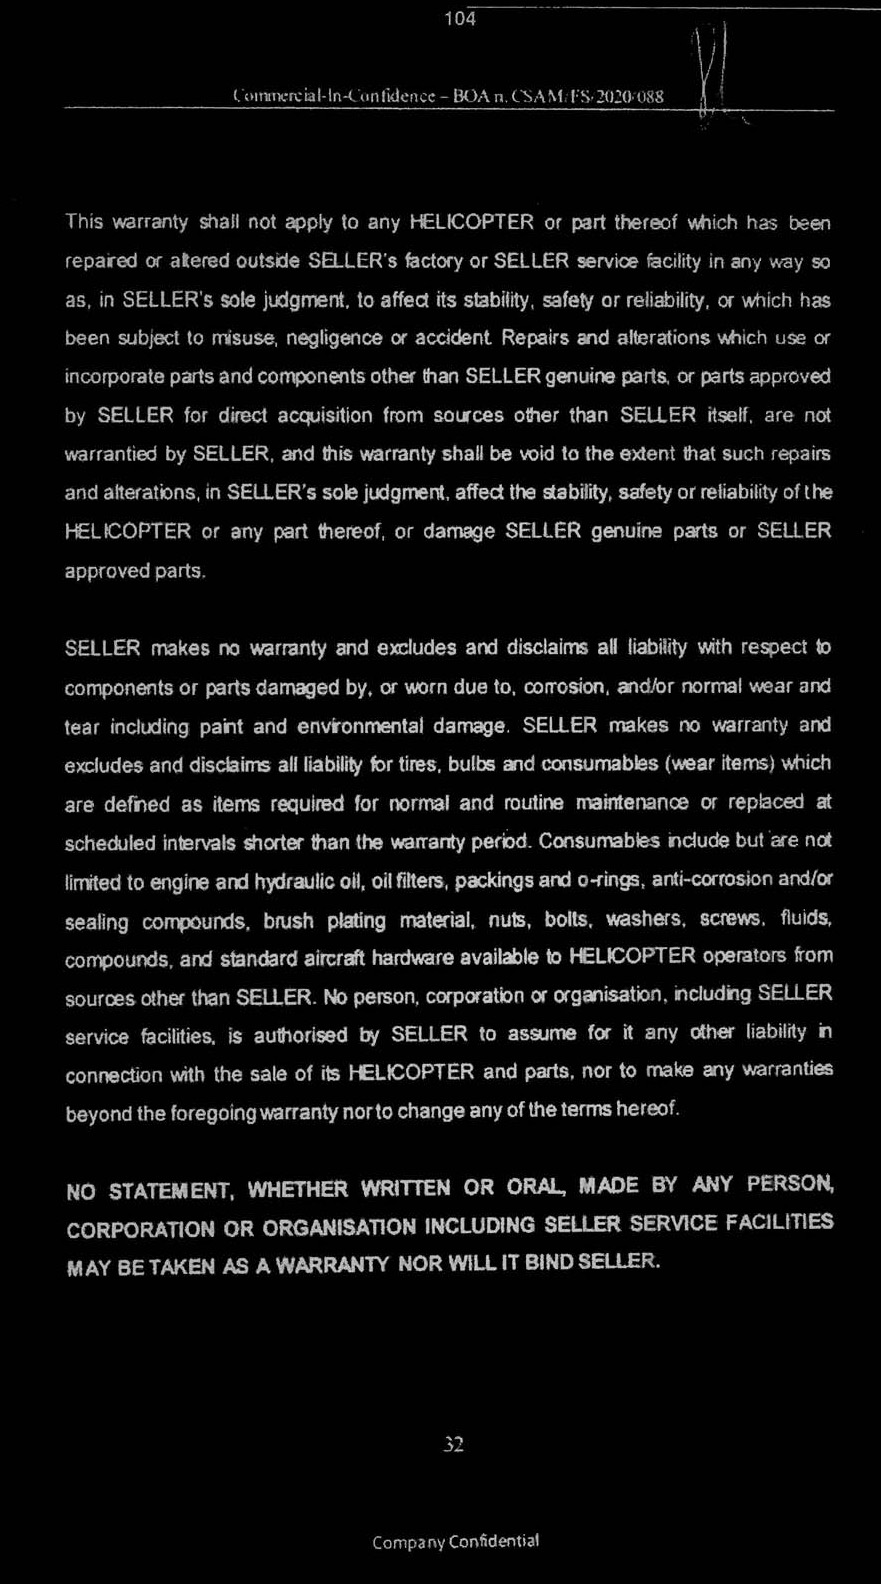 104
Commercial-In-Confidence – BOA n. CSAM/FS/2020/088
This warranty shall not apply to any HELICOPTER or part thereof which has been
repaired or altered outside SELLER's factory or SELLER service facility in any way so
as, in SELLER's sole judgment, to affect its stability, safety or reliability, or which has
been subject to misuse, negligence or accident. Repairs and alterations which use or
incorporate parts and components other than SELLER genuine parts, or parts approved
by SELLER for direct acquisition from sources other than SELLER itself, are not
warrantied by SELLER, and this warranty shall be void to the extent that such repairs
and alterations, in SELLER's sole judgment, affect the stability, safety or reliability of the
HELICOPTER or any part thereof, or damage SELLER genuine parts or SELLER
approved parts.
SELLER makes no warranty and excludes and disclaims all liability with respect to
components or parts damaged by, or worn due to, corrosion, and/or normal wear and
tear including paint and environmental damage. SELLER makes no warranty and
excludes and disclaims all liability for tires, bulbs and consumables (wear items) which
are defined as items required for normal and routine maintenance or replaced at
scheduled intervals shorter than the warranty period. Consumables include but are not
limited to engine and hydraulic oil, oil filters, packings and o-rings, anti-corrosion and/or
sealing compounds, brush plating material, nuts, bolts, washers, screws, fluids,
compounds, and standard aircraft hardware available to HELICOPTER operators from
sources other than SELLER. No person, corporation or organisation, including SELLER
service facilities, is authorised by SELLER to assume for it any other liability in
connection with the sale of its HELICOPTER and parts, nor to make any warranties
beyond the foregoing warranty nor to change any of the terms hereof.
NO STATEMENT, WHETHER WRITTEN OR ORAL, MADE BY ANY PERSON,
CORPORATION OR ORGANISATION INCLUDING SELLER SERVICE FACILITIES
MAY BE TAKEN AS A WARRANTY NOR WILL IT BIND SELLER.
32
Company Confidential